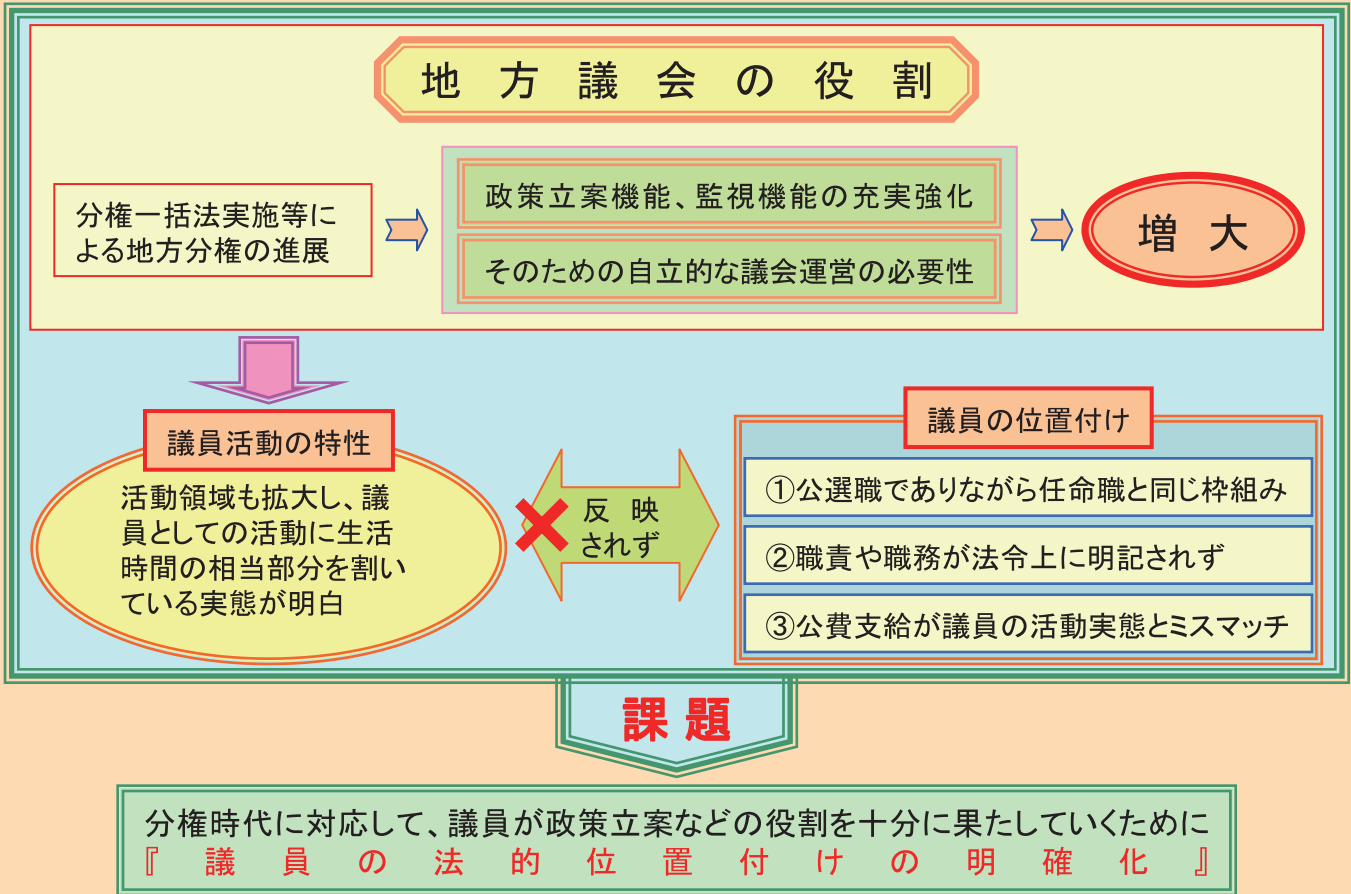 地方議会の役割
分権一括法実施等に
よる地方分権の進展
政策立案機能、監視機能の充実強化
そのための自立的な議会運営の必要性
増大
議員活動の特性
活動領域も拡大し、議
員としての活動に生活
時間の相当部分を割い
ている実態が明白
反映
されず
議員の位置付け
①公選職でありながら任命職と同じ枠組み
②職責や職務が法令上に明記されず
③公費支給が議員の活動実態とミスマッチ
課題
分権時代に対応して、議員が政策立案などの役割を十分に果たしていくために
『議員の法的位置付けの明確化』